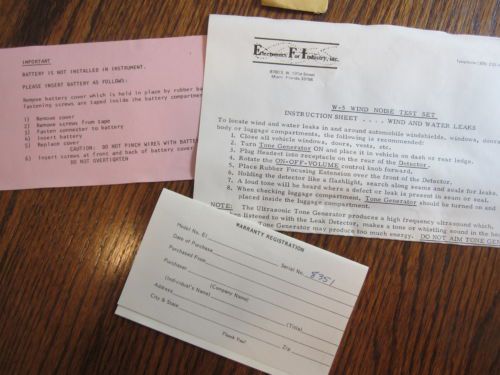 IMPORTANT
BATTERY IS NOT INSTALLED IN INSTRUMENT.
PLEASE INSERT BATTERY AS FOLLOWS:
Remove battery cover which is held in place by rubber
fastening screws are taped inside the battery compartment
1) Remove cover
2) Remove screws from tape
3) Fasten connector to battery
4) Insert battery
5) Replace cover
CAUTION: DO NOT PINCH WIRES WITH BATTERY
6) Insert screws at front and back of battery cover
DO NOT OVERTIGHTEN
Electronics For Industry, Inc.
Miami, Florida
Telephone
W-5 WIND NOISE TEST SET
INSTRUCTION SHEET .... WIND AND WATER LEAKS
To locate wind and water leaks in and around automobile windshields, windows,
body, or luggage compartments, the following is recommended:
1. Close all vehicle windows, doors, vents, etc.
2. Turn Tone Generator ON and place it in vehicle on dash or rear ledge.
3. Plug Headset into receptacle on the rear of the Detector.
4. Rotate the ON-OFF-VOLUME control knob forward.
5. Place Rubber Focusing Extension over the front of the Detector.
6. Holding the detector like a flashlight, search along seams and seals for leaks.
7. A loud tone will be heard where a defect or leak is present in seam or seal.
8. When checking luggage compartment, Tone Generator should be turned on and
placed inside the luggage compartment.
NOTE: The Ultrasonic Tone Generator produces a high frequency ultrasound which,
listened to with the Leak Detector, makes a tone or whistling sound in the
Tone Generator may produce too much energy. DO NOT AIM TONE
WARRANTY REGISTRATION
Model No. EI
Serial No. 8351
Date of Purchase
Purchased From
Purchaser
(Company Name)
(Individual's Name)
(Title)
Address
City & State
Zip
Thank You!